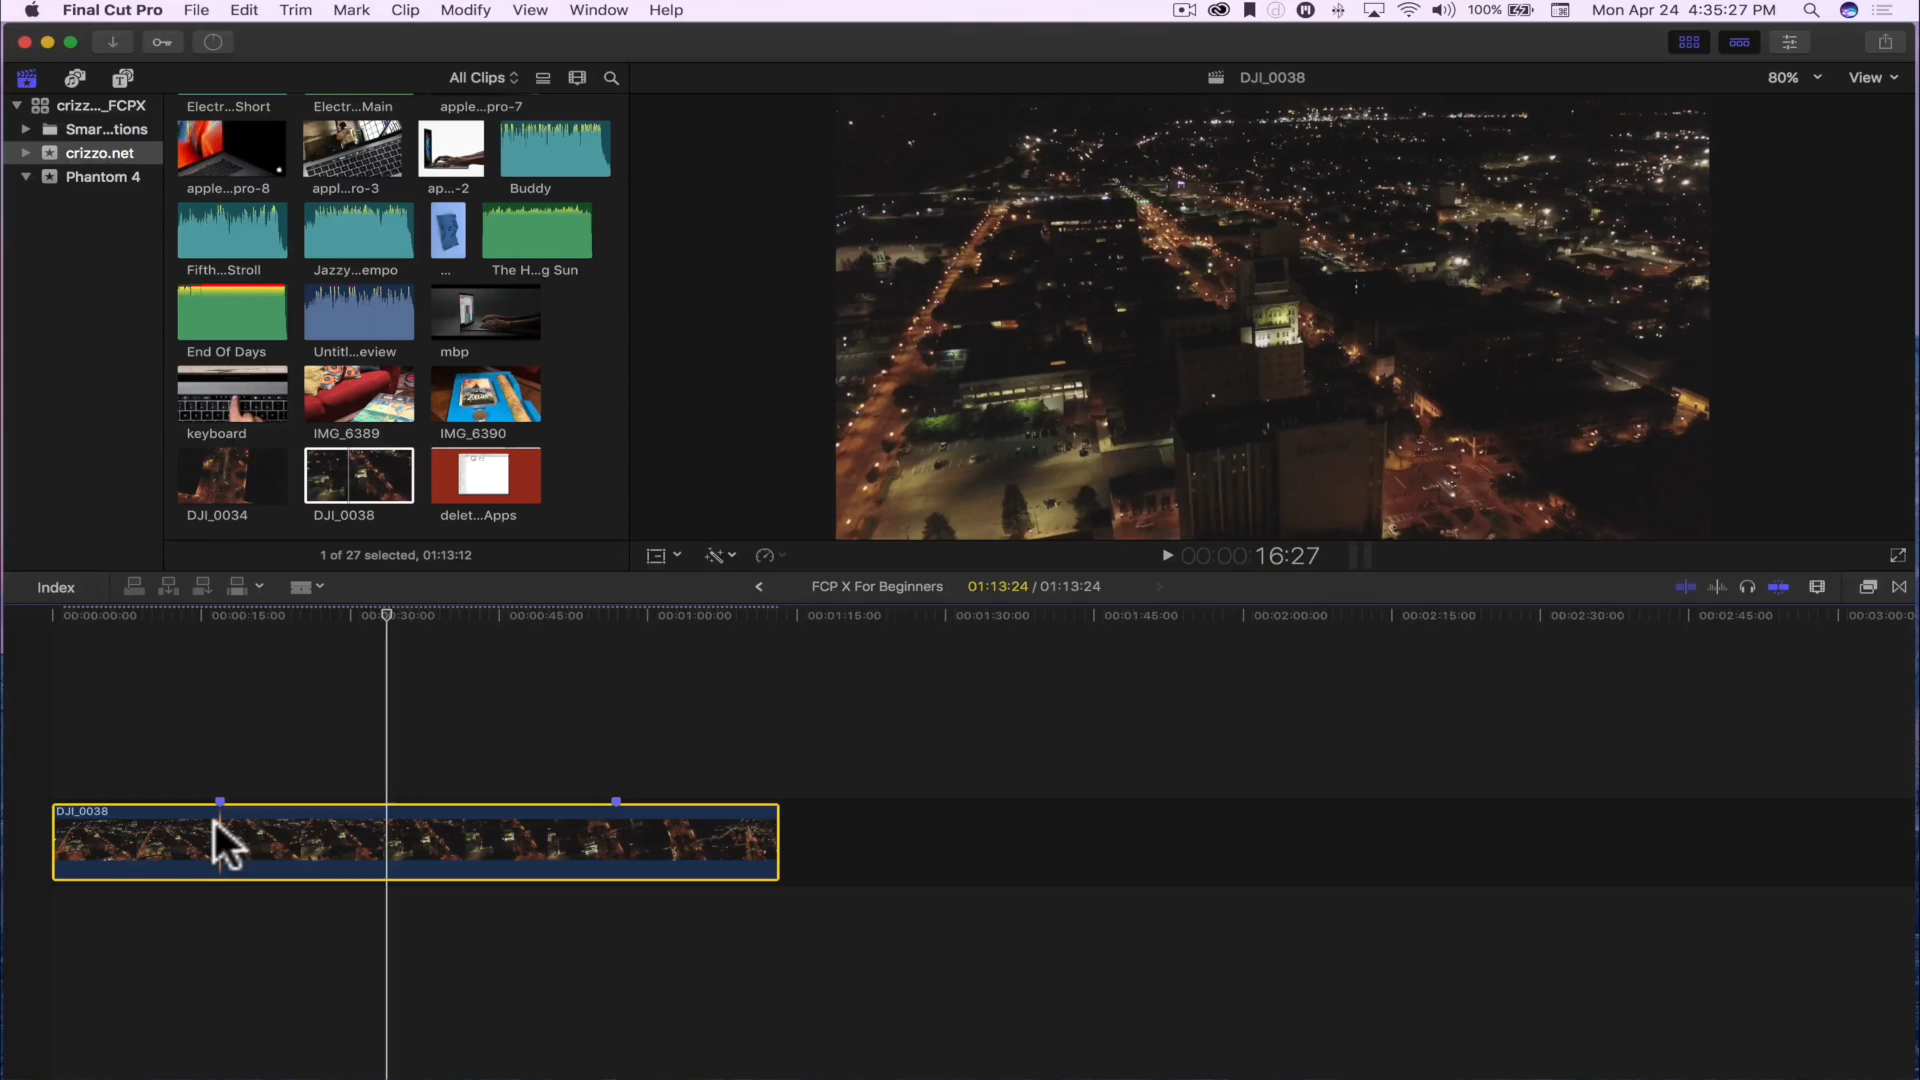 Final Cut Pro File Edit Trim Mark Clip Modify View Window Help 100% Mon Apr 24 4:35:27 PM
All Clips DJI_0038 80% View
crizz..._FCPX
Smar...tions
crizzo.net
Phantom 4
Electr...Short Electr...Main apple...pro-7
apple...pro-8 appl...ro-3 ap...-2 Buddy
Fifth...Stroll Jazzy...empo ... The H...g Sun
End Of Days Untitl...eview mbp
keyboard IMG_6389 IMG_6390
DJI_0034 DJI_0038 delet...Apps
1 of 27 selected, 01:13:12
00:00:16:27
Index FCP X For Beginners 01:13:24 / 01:13:24
00:00:00:00 00:00:15:00 00:00:30:00 00:00:45:00 00:01:00:00 00:01:15:00 00:01:30:00 00:01:45:00 00:02:00:00 00:02:15:00 00:02:30:00 00:02:45:00 00:03:00:0
DJI_0038